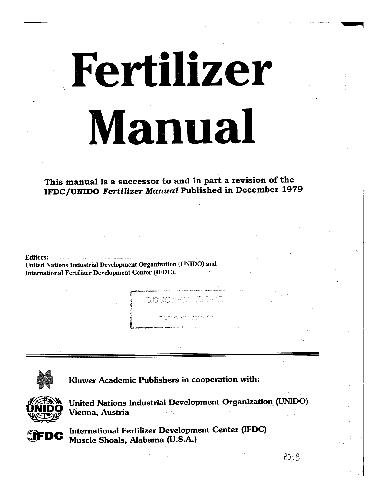 Fertilizer
Manual
This manual is a successor to and in part a revision of the
IFDC/UNIDO Fertilizer Manual Published in December 1979
Editors:
United Nations Industrial Development Organization (UNIDO) and
International Fertilizer Development Center (IFDC).
Kluwer Academic Publishers in cooperation with:
UNIDO
United Nations Industrial Development Organization (UNIDO)
Vienna, Austria
IFDC
International Fertilizer Development Center (IFDC)
Muscle Shoals, Alabama (U.S.A.)